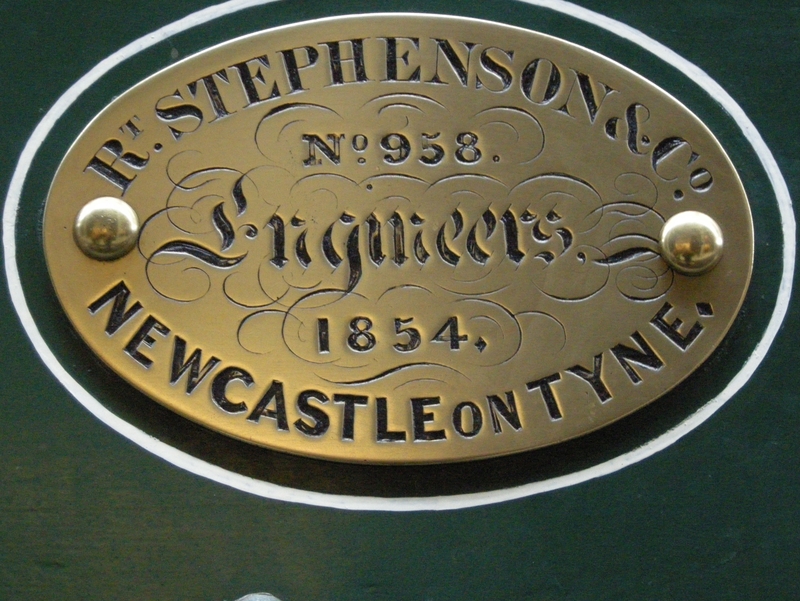 RT. STEPHENSON & Co.
No. 958.
Engineers.
1854.
NEWCASTLE ON TYNE.